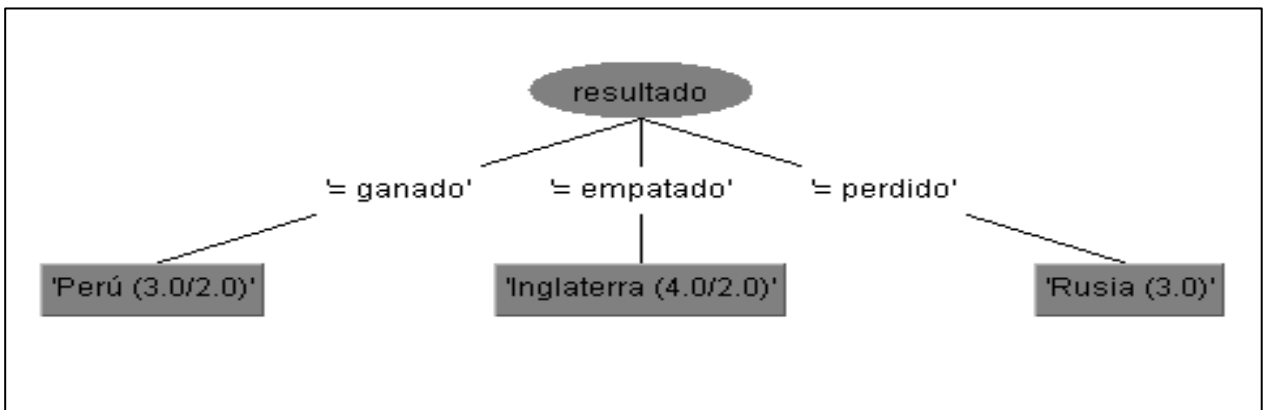 resultado
'= ganado' '= empatado' '= perdido'
'Perú (3.0/2.0)' 'Inglaterra (4.0/2.0)' 'Rusia (3.0)'